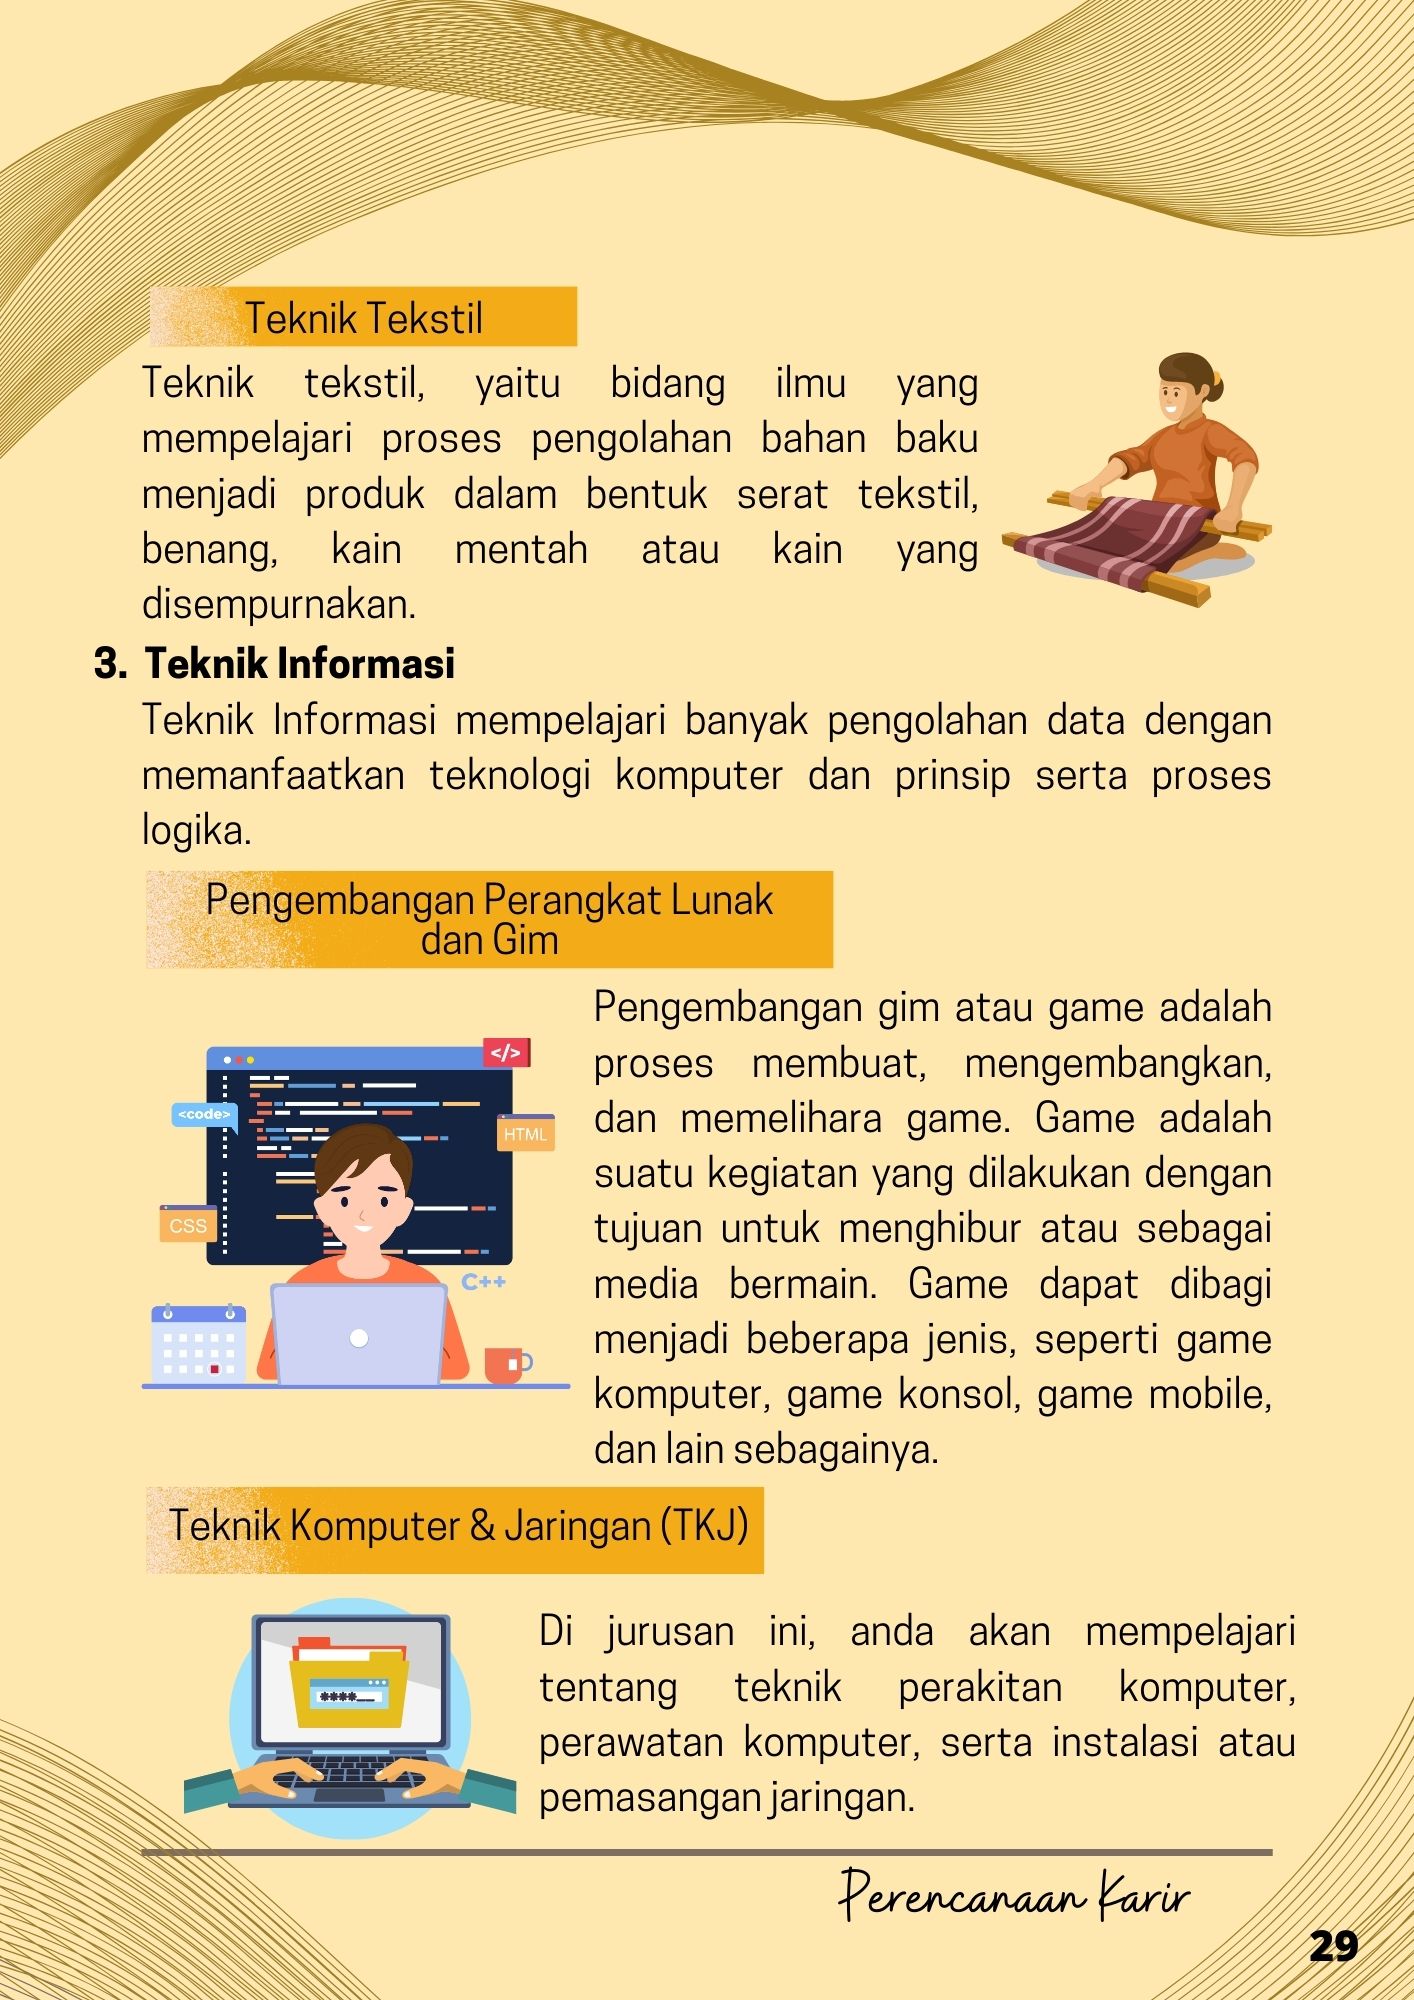 Teknik Tekstil
Teknik tekstil, yaitu bidang ilmu yang
mempelajari proses pengolahan bahan baku
menjadi produk dalam bentuk serat tekstil,
benang, kain mentah atau kain yang
disempurnakan.
3. Teknik Informasi
Teknik Informasi mempelajari banyak pengolahan data dengan
memanfaatkan teknologi komputer dan prinsip serta proses
logika.
Pengembangan Perangkat Lunak
dan Gim
</>
<code>
HTML
CSS
C++
Pengembangan gim atau game adalah
proses membuat, mengembangkan,
dan memelihara game. Game adalah
suatu kegiatan yang dilakukan dengan
tujuan untuk menghibur atau sebagai
media bermain. Game dapat dibagi
menjadi beberapa jenis, seperti game
komputer, game konsol, game mobile,
dan lain sebagainya.
Teknik Komputer & Jaringan (TKJ)
****__
Di jurusan ini, anda akan mempelajari
tentang teknik perakitan komputer,
perawatan komputer, serta instalasi atau
pemasangan jaringan.
Perencanaan Karir
29